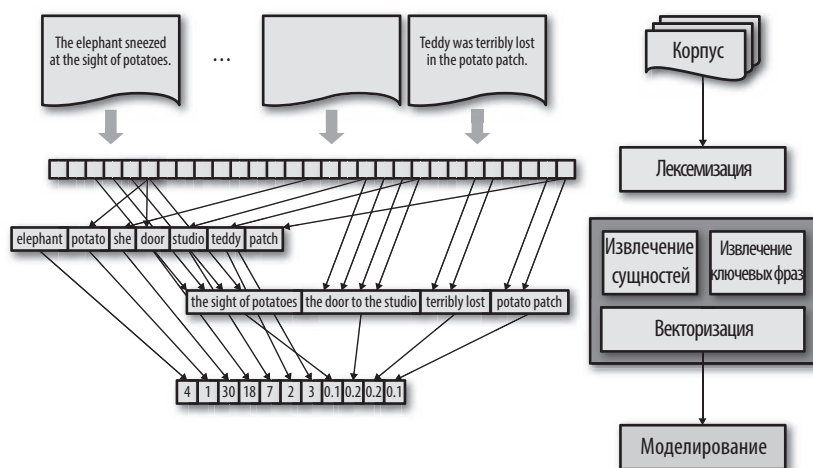 The elephant sneezed
at the sight of potatoes.
...
Teddy was terribly lost
in the potato patch.
Корпус
Лексемизация
elephant potato she door studio teddy patch
Извлечение
сущностей
Извлечение
ключевых фраз
the sight of potatoes the door to the studio terribly lost potato patch
Векторизация
4 1 30 18 7 2 3 0.1 0.2 0.2 0.1
Моделирование